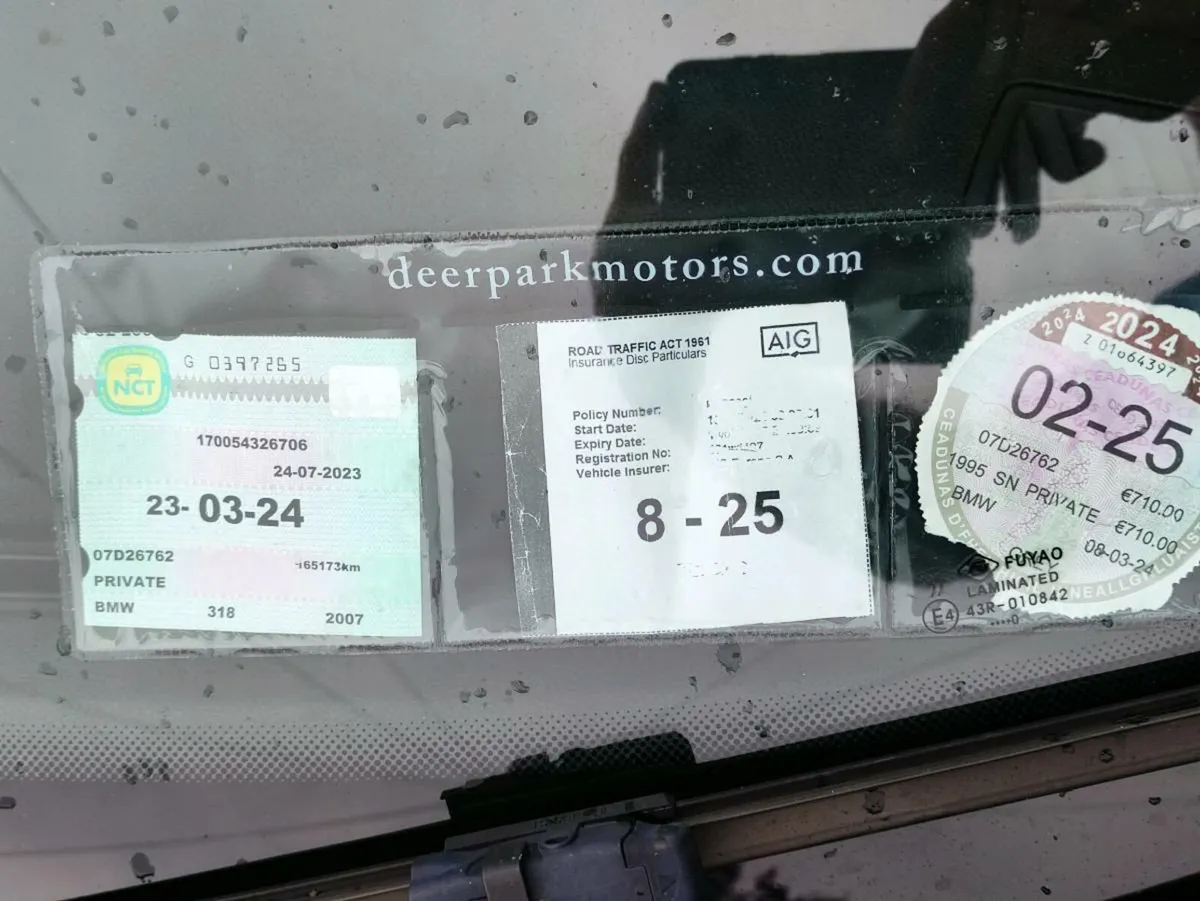 deerparkmotors.com
NCT
G 0397265
170054326706
24-07-2023
23-03-24
07D26762
165173km
PRIVATE
BMW 318 2007
ROAD TRAFFIC ACT 1961
Insurance Disc Particulars
AIG
Policy Number:
Start Date:
Expiry Date:
Registration No:
Vehicle Insurer:
8 - 25
2024 2024
Z 01664397
02-25
07D26762
1995 SN PRIVATE €710.00
BMW €710.00
08-03-24
FUYAO
LAMINATED
E4 43R-010842